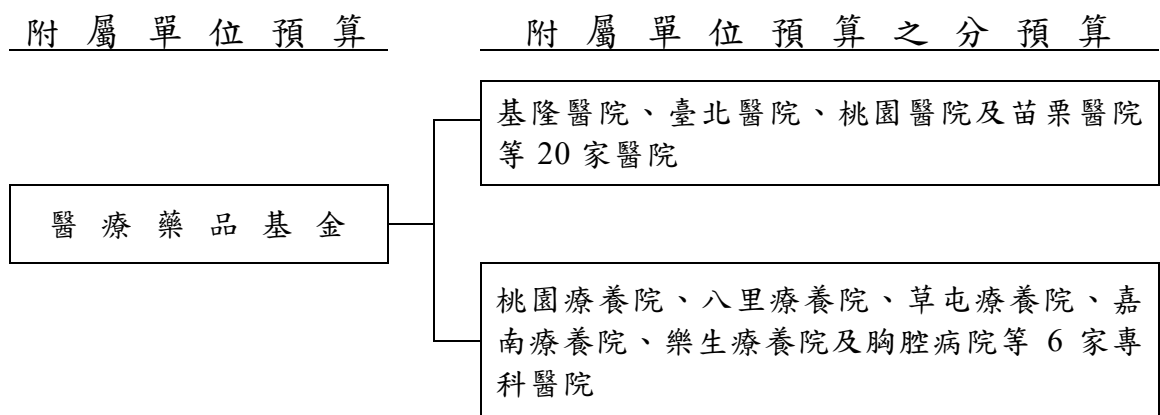 附屬單位預算
附屬單位預算之分預算
基隆醫院、臺北醫院、桃園醫院及苗栗醫院
等 20 家醫院
醫療藥品基金
桃園療養院、八里療養院、草屯療養院、嘉
南療養院、樂生療養院及胸腔病院等 6 家專
科醫院